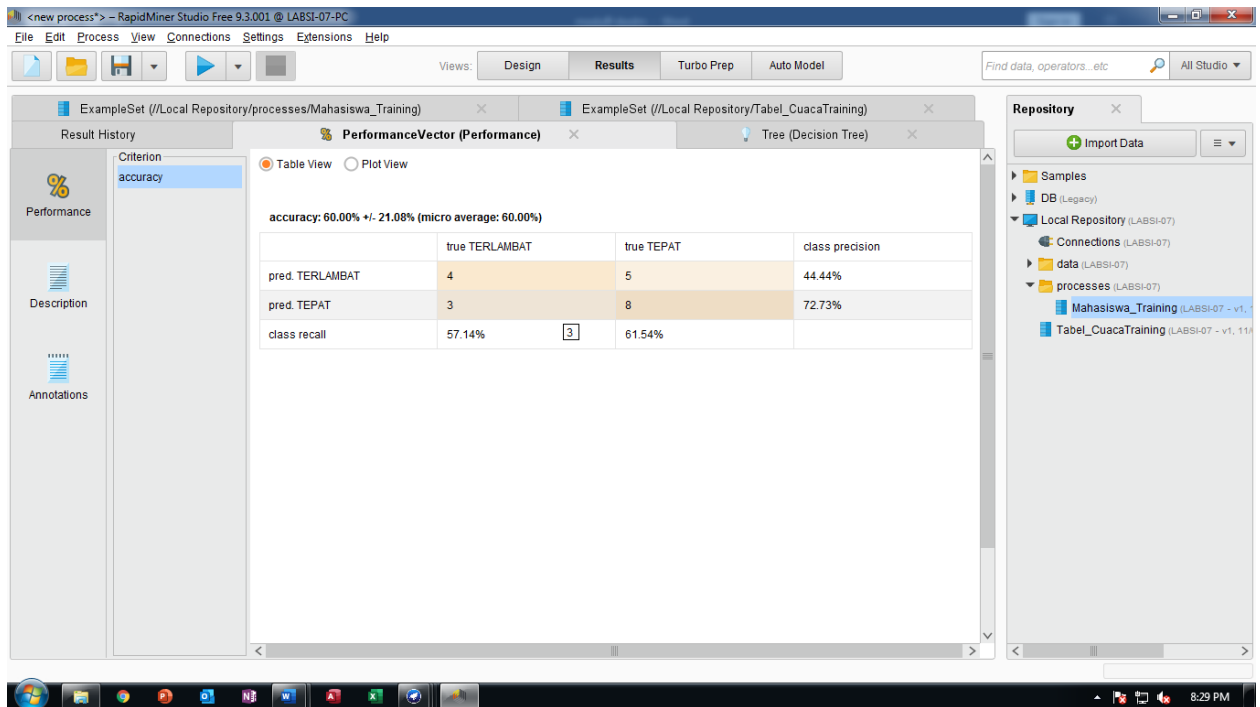 <new process*> – RapidMiner Studio Free 9.3.001 @ LABSI-07-PC
File Edit Process View Connections Settings Extensions Help
Views: Design Results Turbo Prep Auto Model Find data, operators...etc All Studio
ExampleSet (//Local Repository/processes/Mahasiswa_Training) ExampleSet (//Local Repository/Tabel_CuacaTraining)
Result History PerformanceVector (Performance) Tree (Decision Tree)
Criterion
accuracy
Performance
Description
Annotations
Table View Plot View
accuracy: 60.00% +/- 21.08% (micro average: 60.00%)
true TERLAMBAT true TEPAT class precision
pred. TERLAMBAT 4 5 44.44%
pred. TEPAT 3 8 72.73%
class recall 57.14% 3 61.54%
Repository
Import Data
Samples
DB (Legacy)
Local Repository (LABSI-07)
Connections (LABSI-07)
data (LABSI-07)
processes (LABSI-07)
Mahasiswa_Training (LABSI-07 - v1,
Tabel_CuacaTraining (LABSI-07 - v1, 11/
8:29 PM